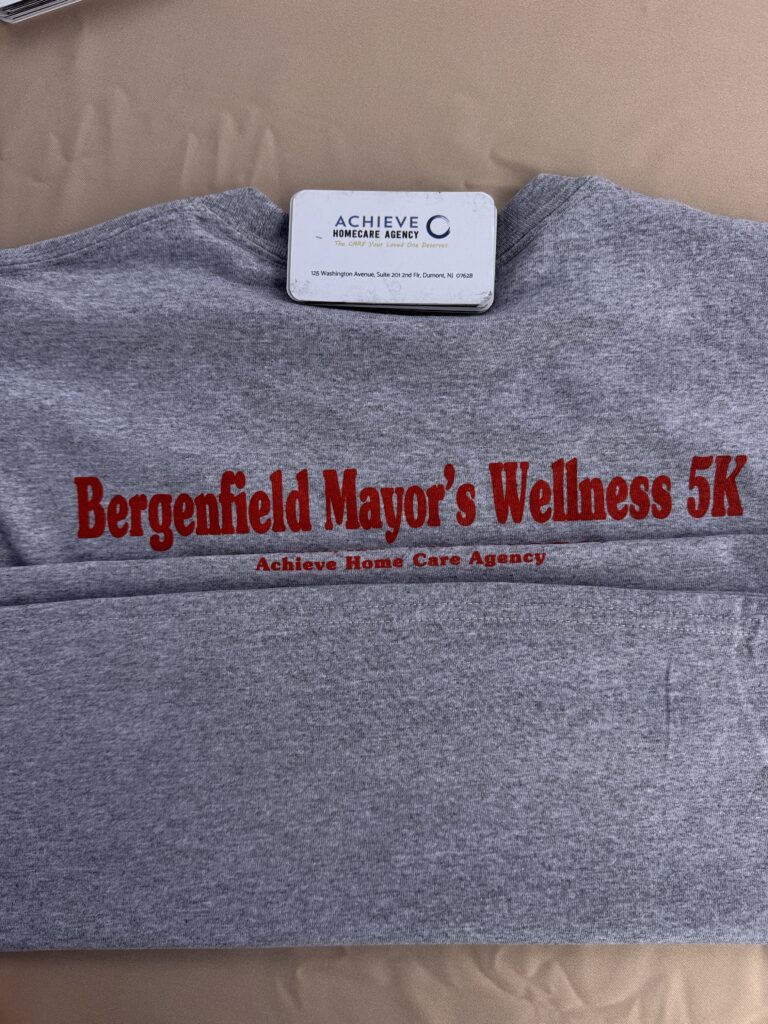 ACHIEVE
HOMECARE AGENCY
The CARE Your Loved One Deserves
125 Washington Avenue, Suite 201 2nd Flr, Dumont, NJ 07628
Bergenfield Mayor's Wellness 5K
Achieve Home Care Agency